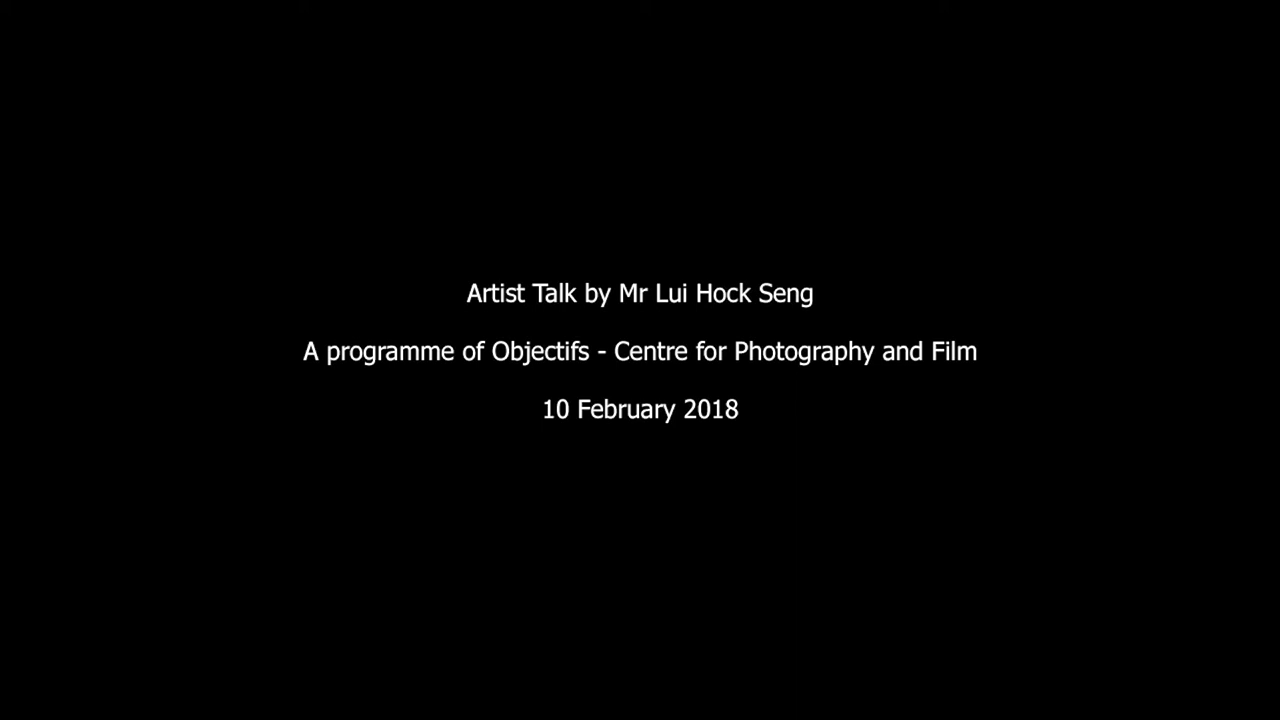 Artist Talk by Mr Lui Hock Seng
A programme of Objectifs - Centre for Photography and Film
10 February 2018